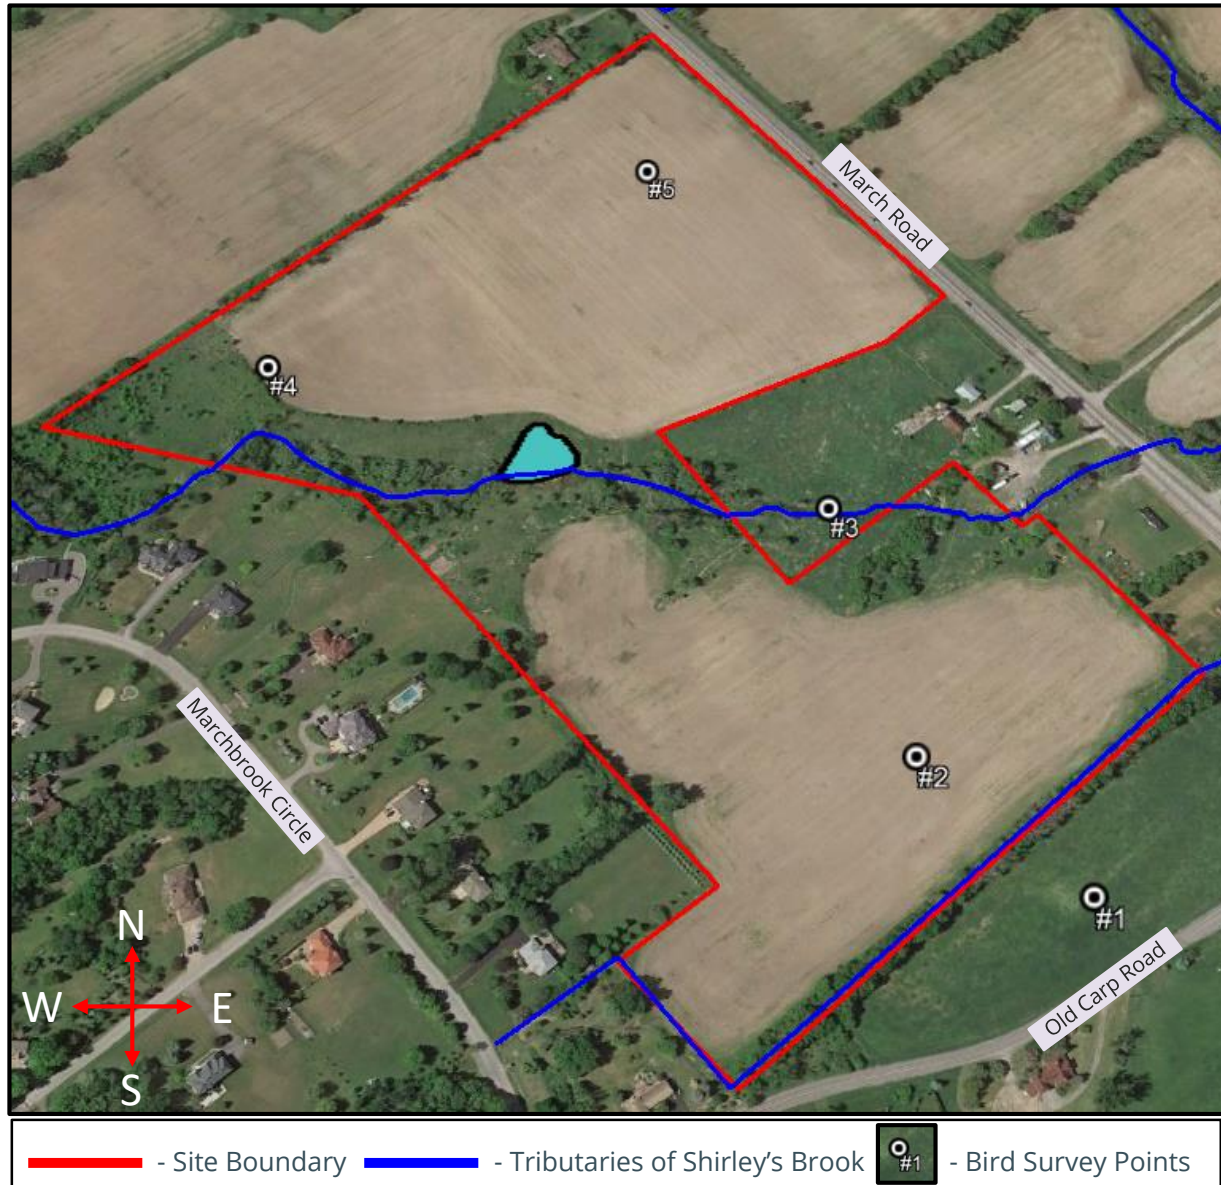 March Road
#5
#4
#3
Marchbrook Circle
#2
#1
Old Carp Road
N
W E
S
- Site Boundary - Tributaries of Shirley's Brook #1 - Bird Survey Points